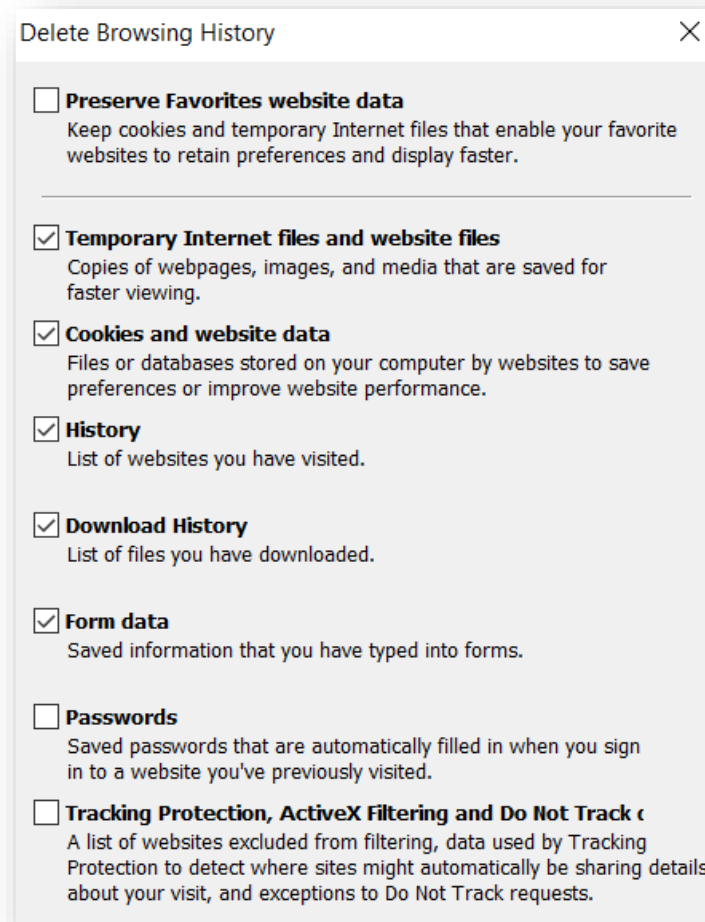 Delete Browsing History
Preserve Favorites website data
Keep cookies and temporary Internet files that enable your favorite
websites to retain preferences and display faster.
Temporary Internet files and website files
Copies of webpages, images, and media that are saved for
faster viewing.
Cookies and website data
Files or databases stored on your computer by websites to save
preferences or improve website performance.
History
List of websites you have visited.
Download History
List of files you have downloaded.
Form data
Saved information that you have typed into forms.
Passwords
Saved passwords that are automatically filled in when you sign
in to a website you've previously visited.
Tracking Protection, ActiveX Filtering and Do Not Track
A list of websites excluded from filtering, data used by Tracking
Protection to detect where sites might automatically be sharing details
about your visit, and exceptions to Do Not Track requests.